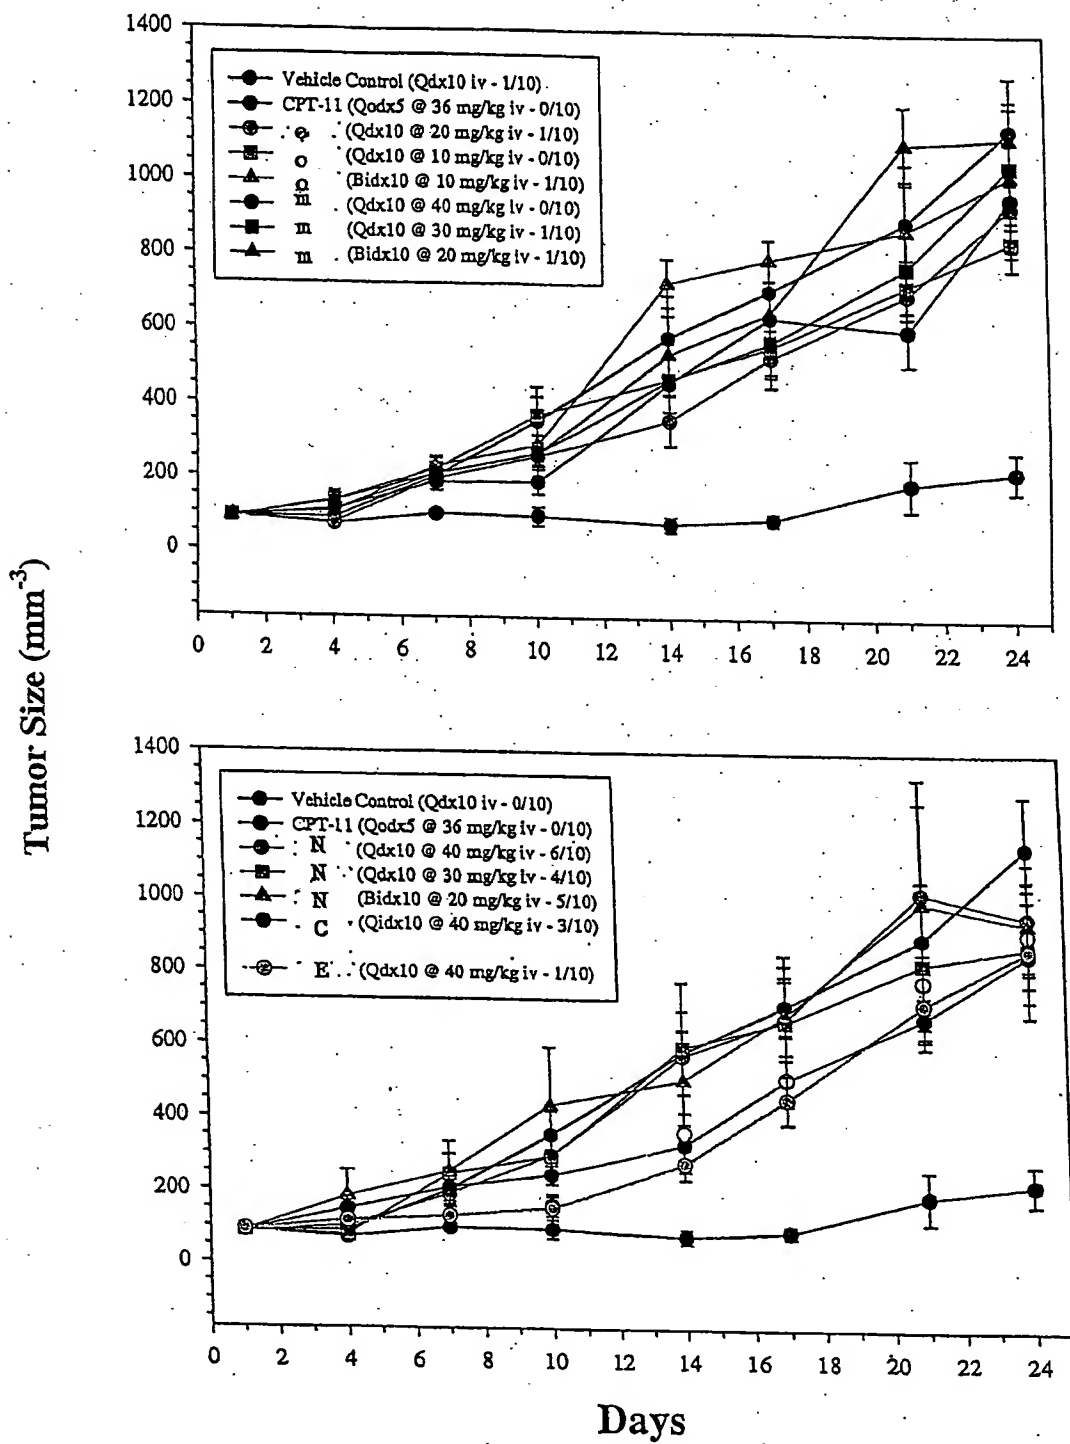 1400
1200
1000
800
600
400
200
0
Vehicle Control (Qdx10 iv - 1/10)
CPT-11 (Qodx5 @ 36 mg/kg iv - 0/10)
(Qdx10 @ 20 mg/kg iv - 1/10)
o (Qdx10 @ 10 mg/kg iv - 0/10)
o (Bidx10 @ 10 mg/kg iv - 1/10)
m (Qdx10 @ 40 mg/kg iv - 0/10)
m (Qdx10 @ 30 mg/kg iv - 1/10)
m (Bidx10 @ 20 mg/kg iv - 1/10)
0 2 4 6 8 10 12 14 16 18 20 22 24
Tumor Size (mm-3)
1400
1200
1000
800
600
400
200
0
Vehicle Control (Qdx10 iv - 0/10)
CPT-11 (Qodx5 @ 36 mg/kg iv - 0/10)
N (Qdx10 @ 40 mg/kg iv - 6/10)
N (Qdx10 @ 30 mg/kg iv - 4/10)
N (Bidx10 @ 20 mg/kg iv - 5/10)
C (Qidx10 @ 40 mg/kg iv - 3/10)
E (Qdx10 @ 40 mg/kg iv - 1/10)
0 2 4 6 8 10 12 14 16 18 20 22 24
Days